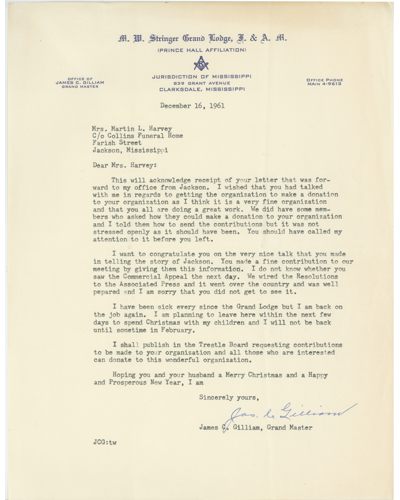 M. W. Stringer Grand Lodge, F. & A. M.
(PRINCE HALL AFFILIATION)
OFFICE OF
JAMES C. GILLIAM
GRAND MASTER
JURISDICTION OF MISSISSIPPI
939 GRANT AVENUE
CLARKSDALE, MISSISSIPPI
OFFICE PHONE
MAIN 4-9613
December 16, 1961
Mrs. Martin L. Harvey
C/o Collins Funeral Home
Farish Street
Jackson, Mississippi
Dear Mrs. Harvey:
This will acknowledge receipt of your letter that was for-
ward to my office from Jackson. I wished that you had talked
with me in regards to getting the organization to make a donation
to your organization as I think it is a very fine organization
and that you all are doing a great work. We did have some mem-
bers who asked how they could make a donation to your organization
and I told them how to send the contributions but it was not
stressed openly as it should have been. You should have called my
attention to it before you left.
I want to congratulate you on the very nice talk that you made
in telling the story of Jackson. You made a fine contribution to our
meeting by giving them this information. I do not know whether you
saw the Commercial Appeal the next day. We wired the Resolutions
to the Associated Press and it went over the country and was well
pepared and I am sorry that you did not get to see it.
I have been sick every since the Grand Lodge but I am back on
the job again. I am planning to leave here within the next few
days to spend Christmas with my children and I will not be back
until sometime in February.
I shall publish in the Trestle Board requesting contributions
to be made to your organization and all those who are interested
can donate to this wonderful organization.
Hoping you and your husband a Merry Christmas and a Happy
and Prosperous New Year, I am
Sincerely yours,
Jas. C. Gilliam
James C. Gilliam, Grand Master
JCG:tw